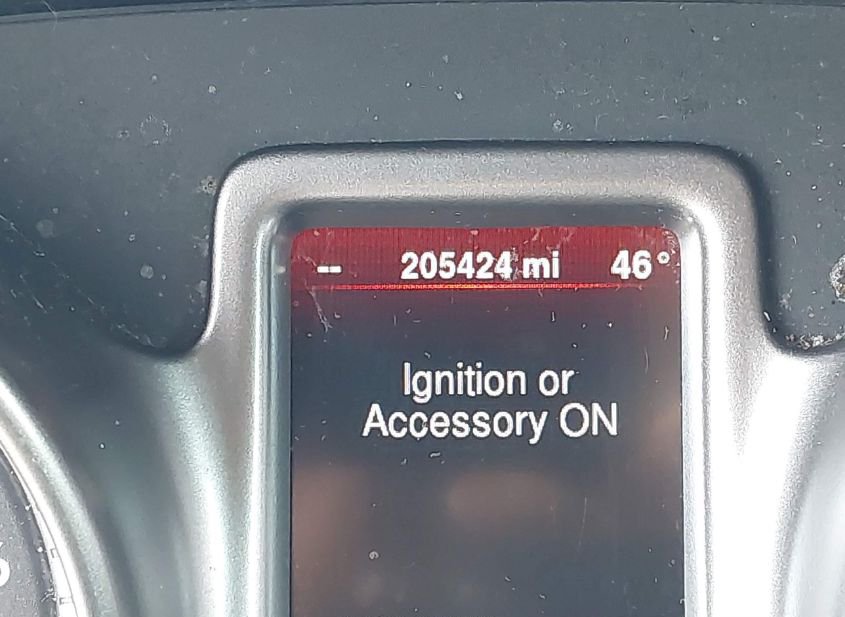 -- 205424 mi 46°
Ignition or
Accessory ON